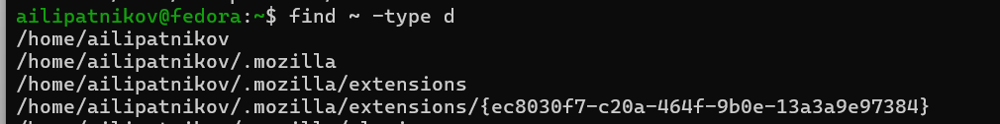 ailipatnikov@fedora:~$ find ~ -type d
/home/ailipatnikov
/home/ailipatnikov/.mozilla
/home/ailipatnikov/.mozilla/extensions
/home/ailipatnikov/.mozilla/extensions/{ec8030f7-c20a-464f-9b0e-13a3a9e97384}